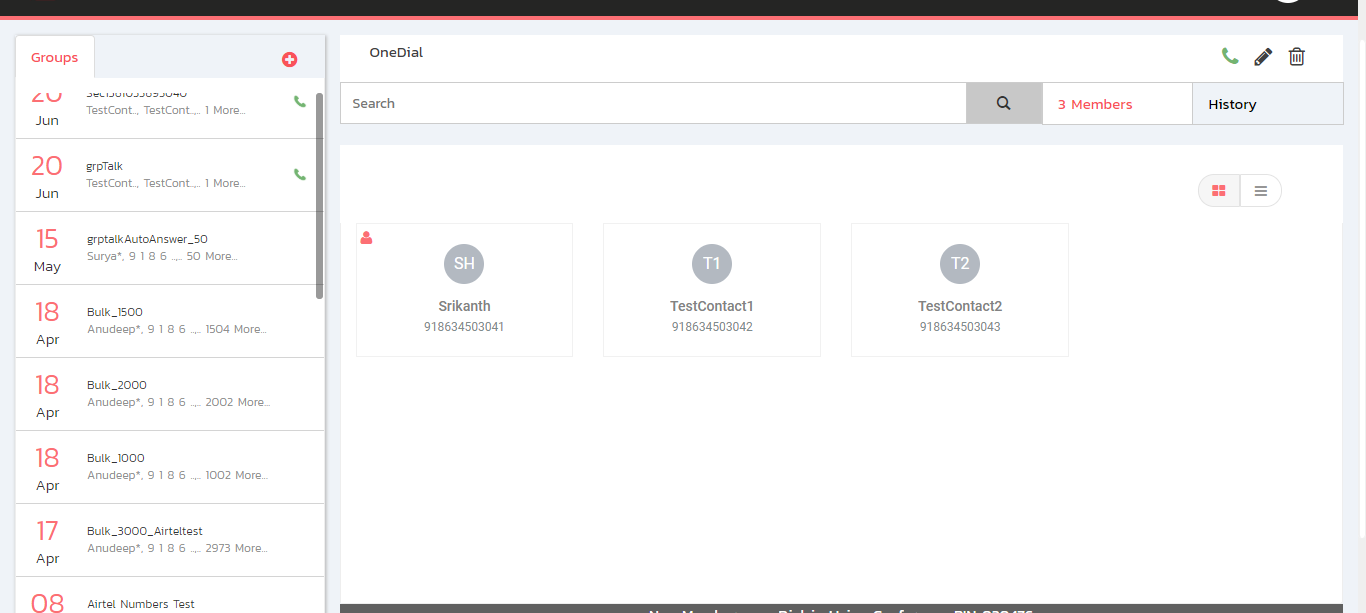 Groups
20
Jun
TestCont.., TestCont..,.. 1 More...
20
Jun
grpTalk
TestCont.., TestCont..,.. 1 More...
15
May
grptalkAutoAnswer_50
Surya*, 9 1 8 6 ..,.. 50 More...
18
Apr
Bulk_1500
Anudeep*, 9 1 8 6 ..,.. 1504 More...
18
Apr
Bulk_2000
Anudeep*, 9 1 8 6 ..,.. 2002 More...
18
Apr
Bulk_1000
Anudeep*, 9 1 8 6 ..,.. 1002 More...
17
Apr
Bulk_3000_Airteltest
Anudeep*, 9 1 8 6 ..,.. 2973 More...
08
Airtel Numbers Test
OneDial
Search
3 Members
History
SH
Srikanth
918634503041
T1
TestContact1
918634503042
T2
TestContact2
918634503043